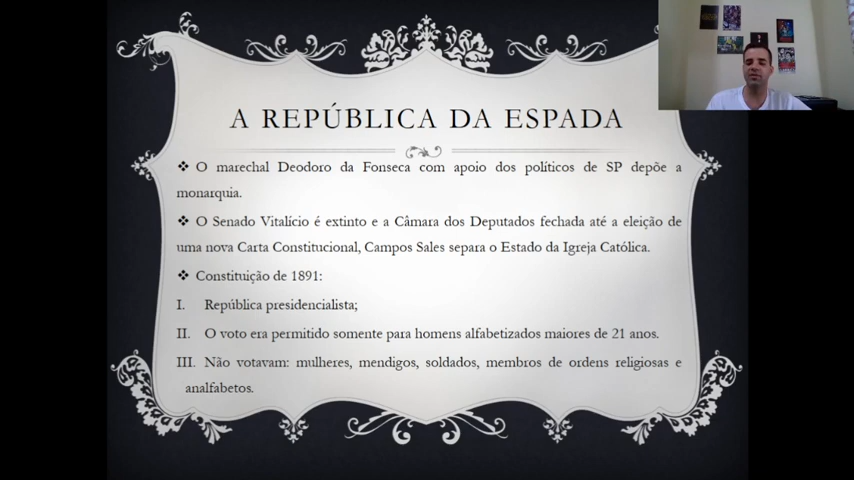 A REPÚBLICA DA ESPADA
❖ O marechal Deodoro da Fonseca com apoio dos políticos de SP depõe a
monarquia.
❖ O Senado Vitalício é extinto e a Câmara dos Deputados fechada até a eleição de
uma nova Carta Constitucional, Campos Sales separa o Estado da Igreja Católica.
❖ Constituição de 1891:
I. República presidencialista;
II. O voto era permitido somente para homens alfabetizados maiores de 21 anos.
III. Não votavam: mulheres, mendigos, soldados, membros de ordens religiosas e
analfabetos.